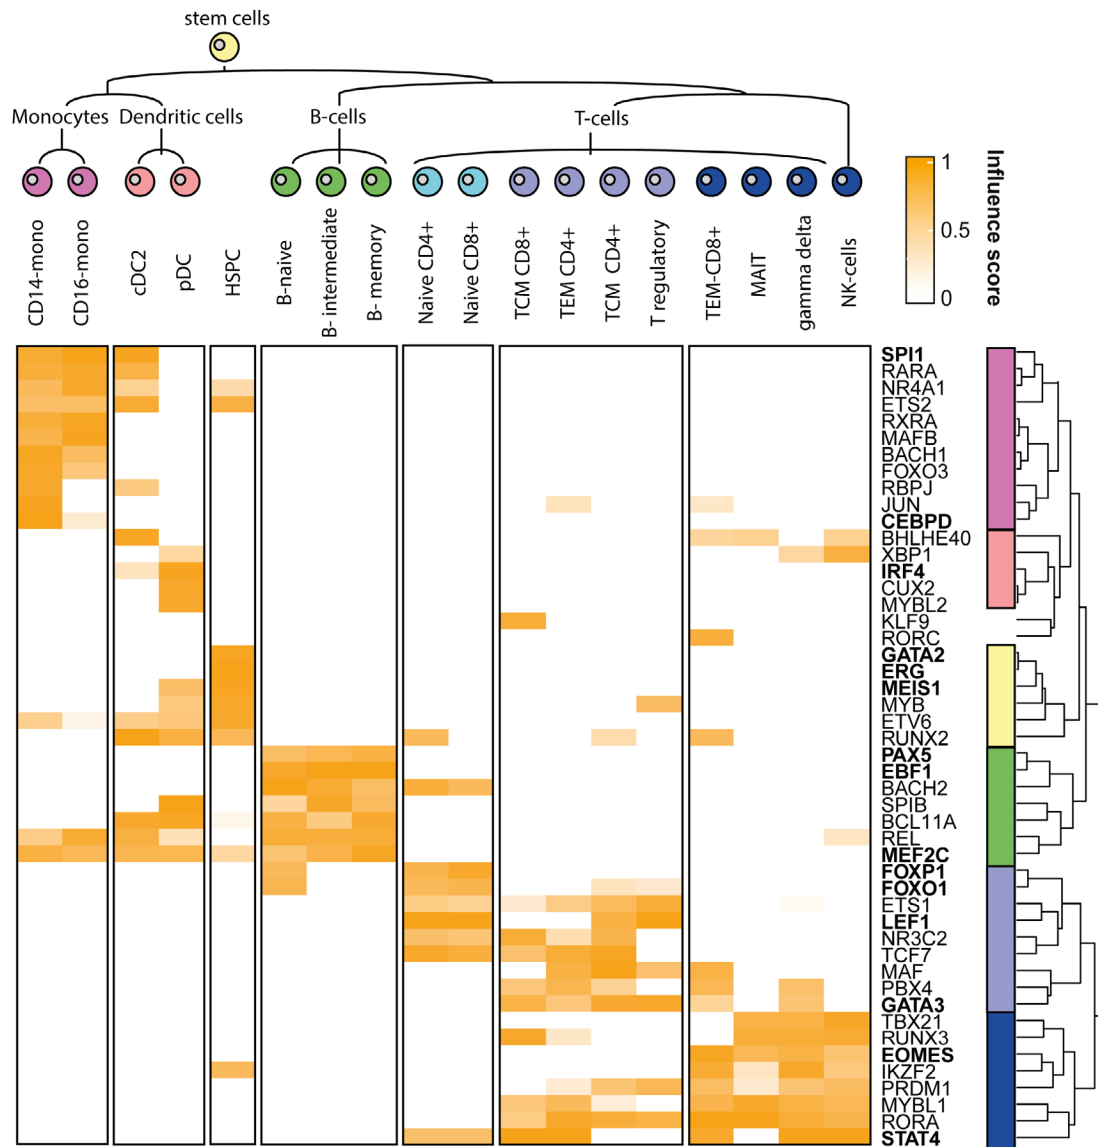 stem cells
Monocytes Dendritic cells B-cells T-cells
CD14-mono
CD16-mono
cDC2
pDC
HSPC
B-naive
B- intermediate
B- memory
Naive CD4+
Naive CD8+
TCM CD8+
TEM CD4+
TCM CD4+
T regulatory
TEM-CD8+
MAIT
gamma delta
NK-cells
1
0.5
0
Influence score
SPI1
RARA
NR4A1
ETS2
RXRA
MAFB
BACH1
FOXO3
RBPJ
JUN
CEBPD
BHLHE40
XBP1
IRF4
CUX2
MYBL2
KLF9
RORC
GATA2
ERG
MEIS1
MYB
ETV6
RUNX2
PAX5
EBF1
BACH2
SPIB
BCL11A
REL
MEF2C
FOXP1
FOXO1
ETS1
LEF1
NR3C2
TCF7
MAF
PBX4
GATA3
TBX21
RUNX3
EOMES
IKZF2
PRDM1
MYBL1
RORA
STAT4